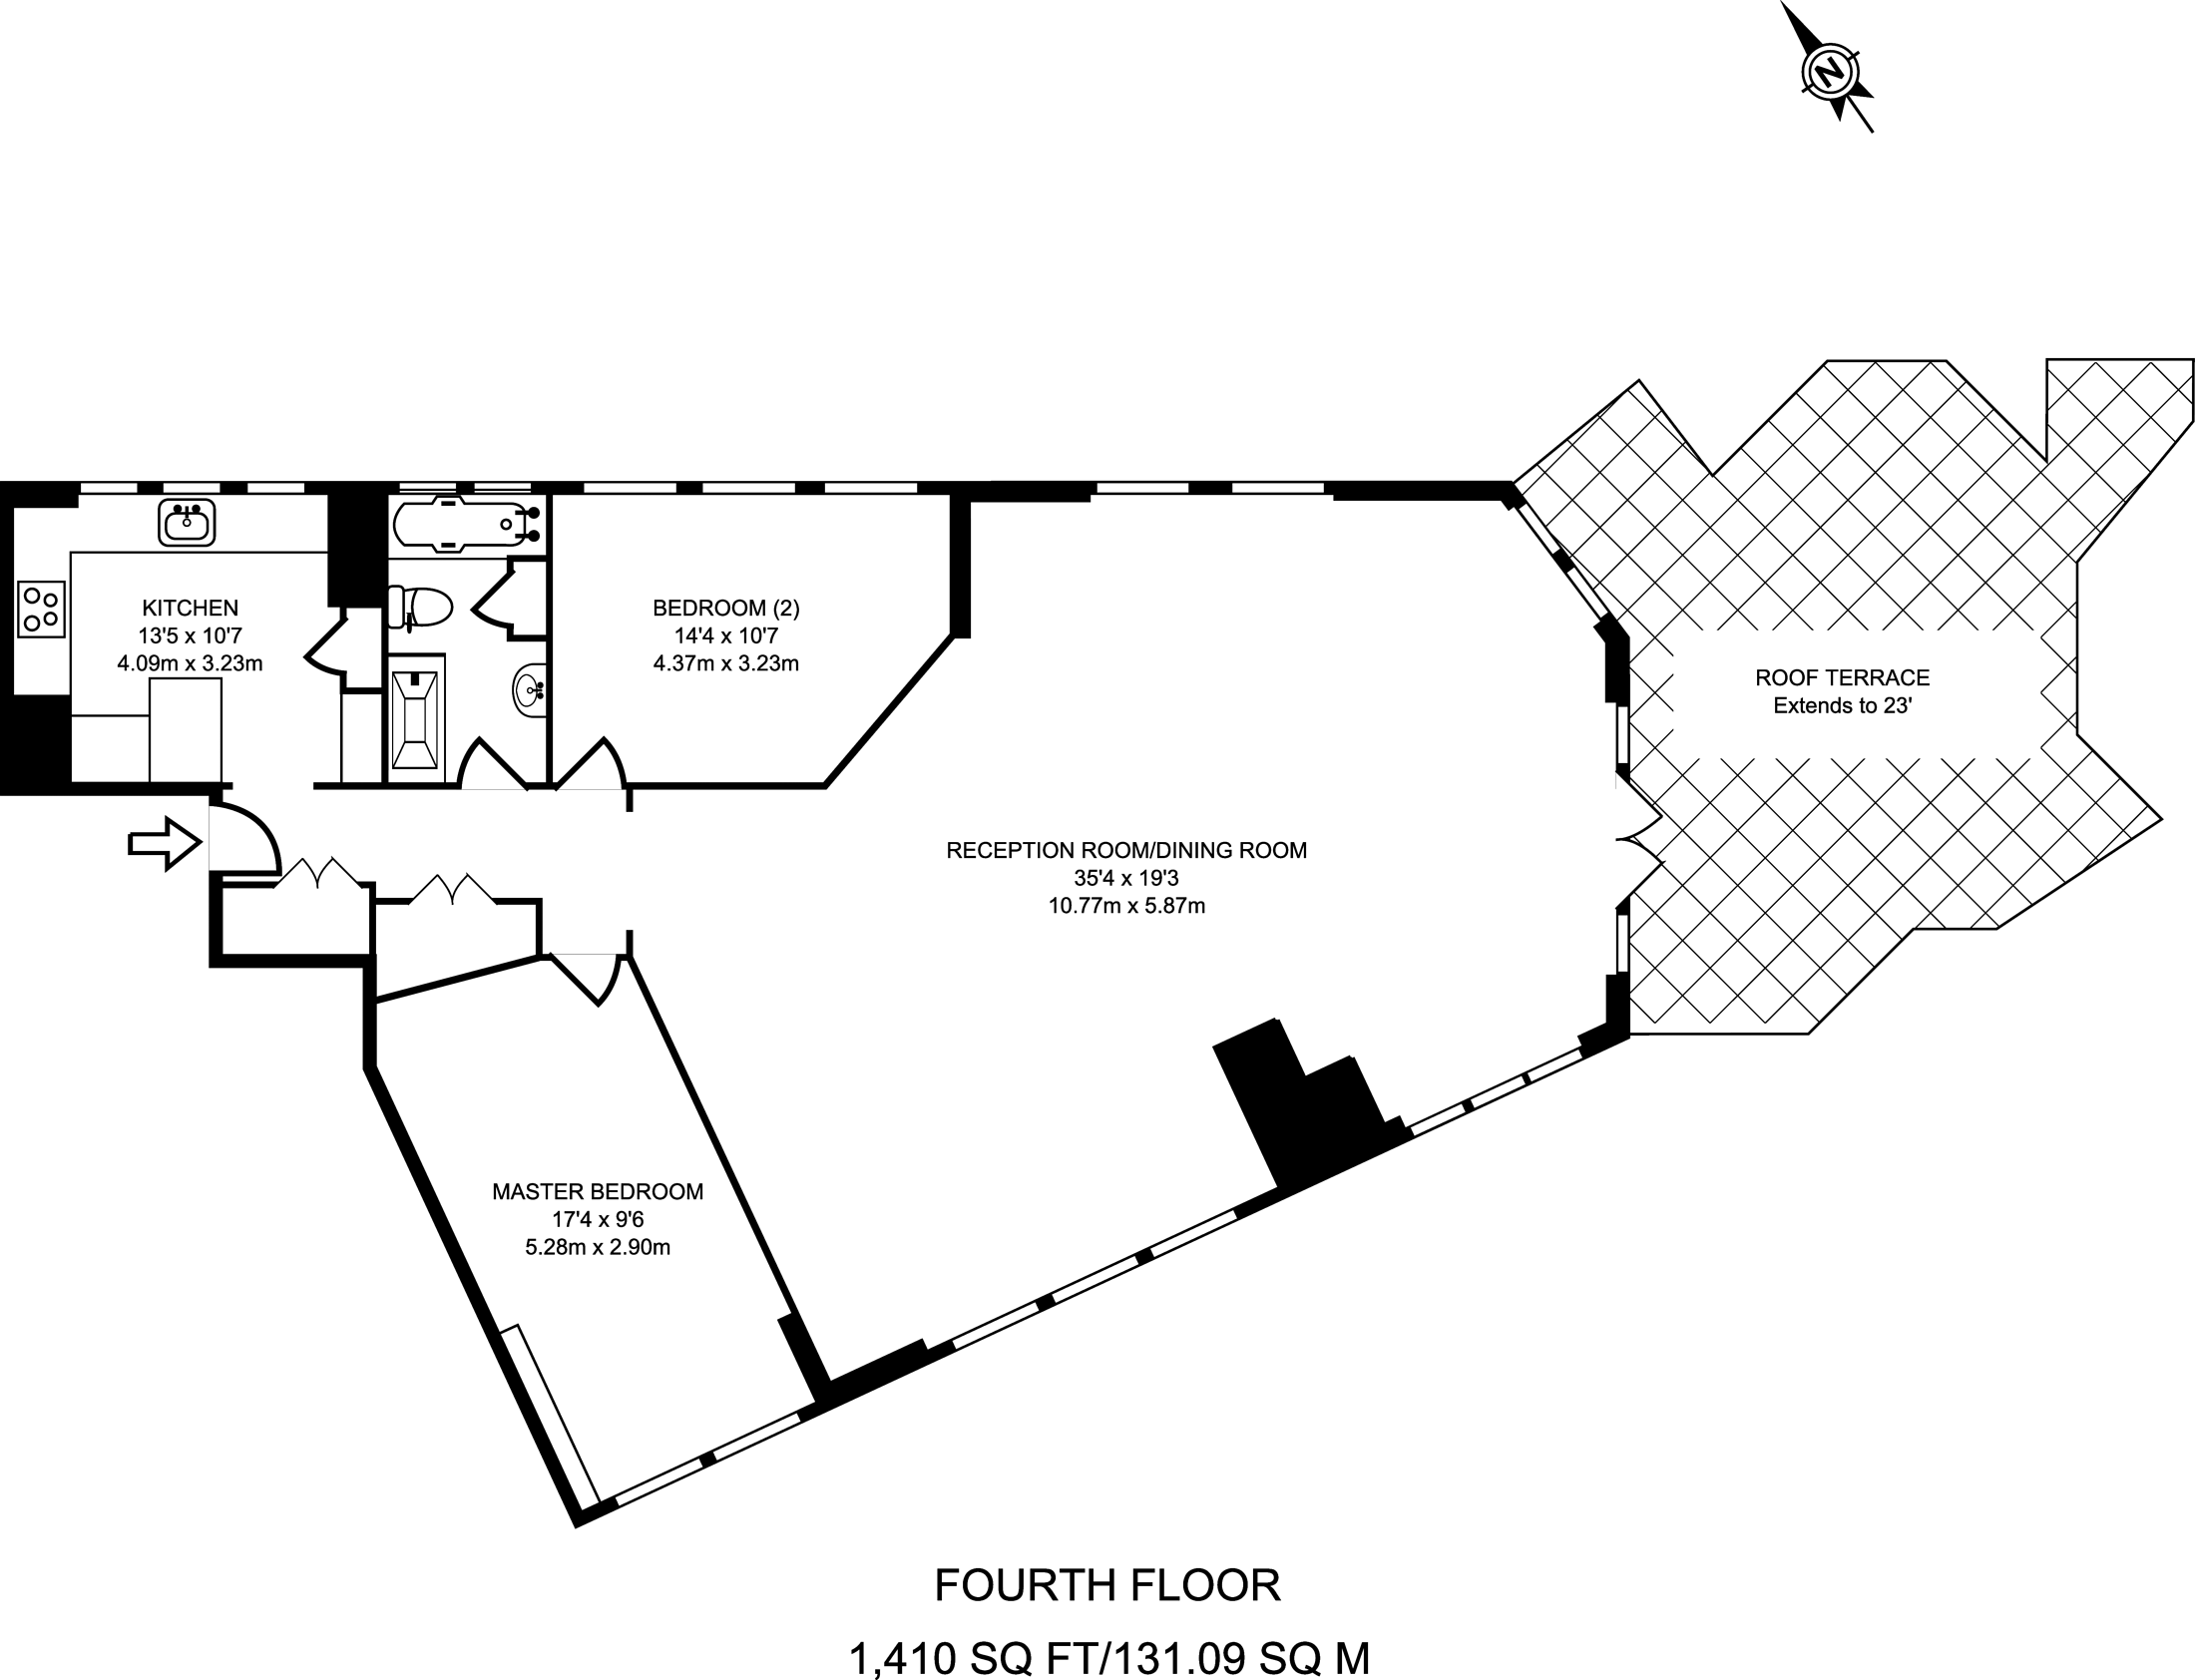 N
KITCHEN
13'5 x 10'7
4.09m x 3.23m
BEDROOM (2)
14'4 x 10'7
4.37m x 3.23m
ROOF TERRACE
Extends to 23'
RECEPTION ROOM/DINING ROOM
35'4 x 19'3
10.77m x 5.87m
MASTER BEDROOM
17'4 x 9'6
5.28m x 2.90m
FOURTH FLOOR
1,410 SQ FT/131.09 SQ M